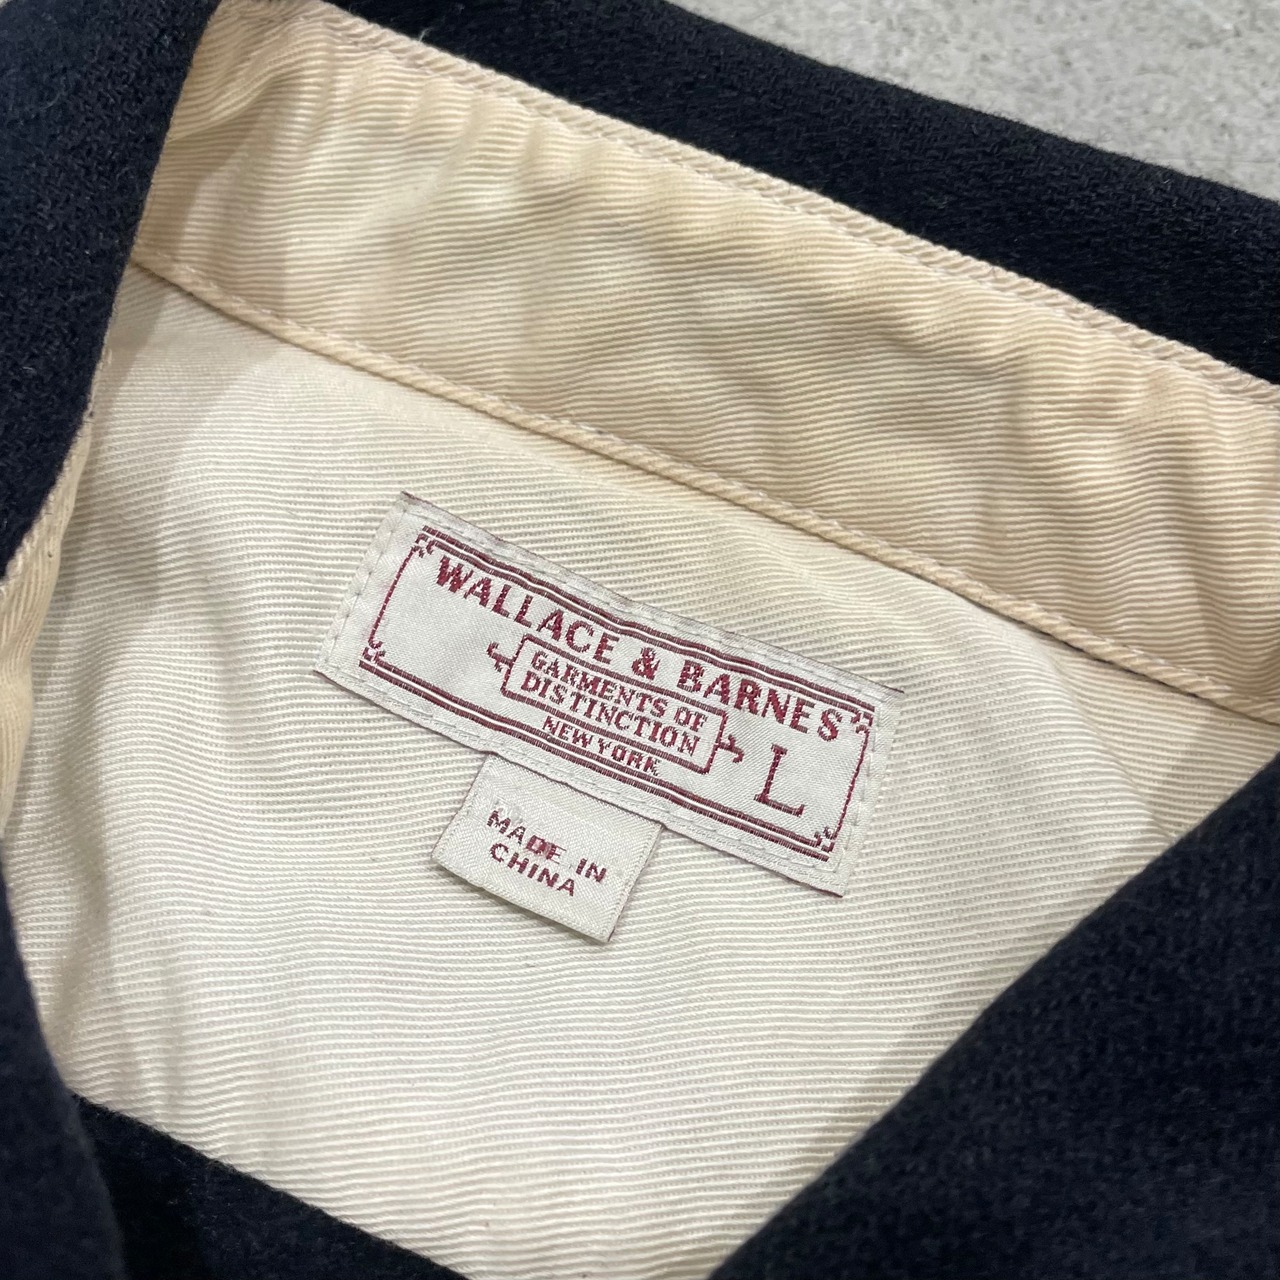 WALLACE & BARNES
GARMENTS OF
DISTINCTION
NEW YORK
L
MADE IN
CHINA